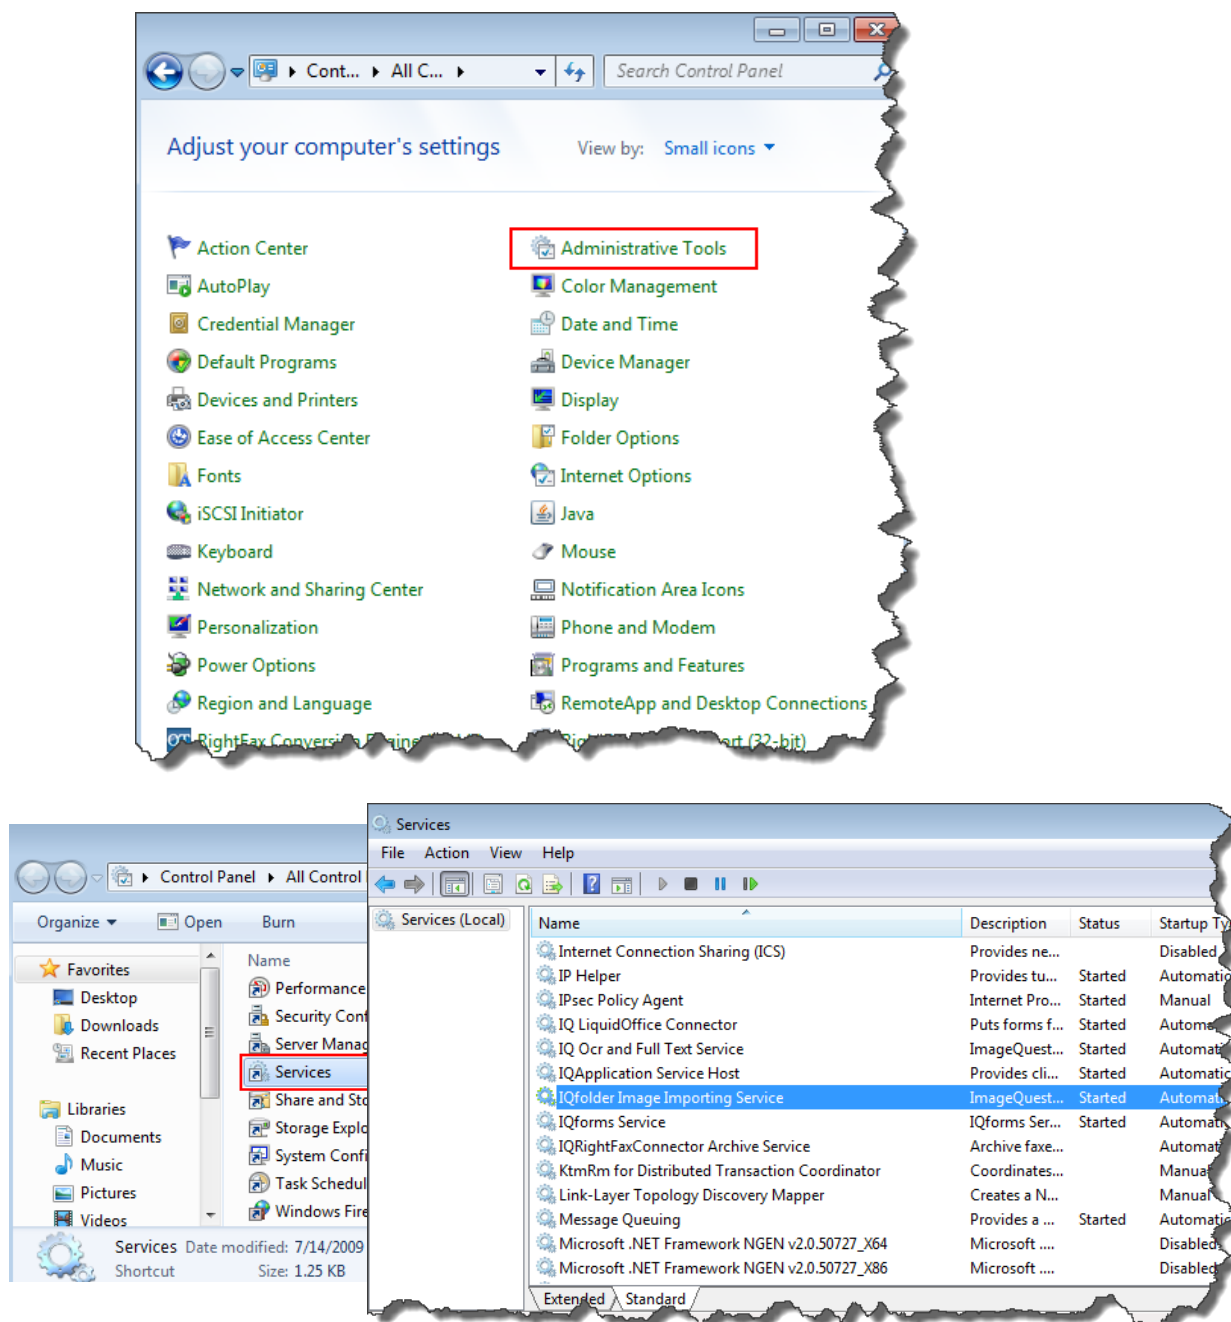 Cont... All C...
Search Control Panel
Adjust your computer's settings
View by: Small icons
Action Center
Administrative Tools
AutoPlay
Color Management
Credential Manager
Date and Time
Default Programs
Device Manager
Devices and Printers
Display
Ease of Access Center
Folder Options
Fonts
Internet Options
iSCSI Initiator
Java
Keyboard
Mouse
Network and Sharing Center
Notification Area Icons
Personalization
Phone and Modem
Power Options
Programs and Features
Region and Language
RemoteApp and Desktop Connections
RightFax
(32-bit)
Control Panel All Control
Organize Open Burn
Favorites
Desktop
Downloads
Recent Places
Libraries
Documents
Music
Pictures
Videos
Name
Performance
Security Conf
Server Manag
Services
Share and Sto
Storage Explo
System Confi
Task Schedul
Windows Fire
Services Date modified: 7/14/2009
Shortcut Size: 1.25 KB
Services
File Action View Help
Services (Local)
Name Description Status Startup Ty
Internet Connection Sharing (ICS) Provides ne... Disabled
IP Helper Provides tu... Started Automatic
IPsec Policy Agent Internet Pro... Started Manual
IQ LiquidOffice Connector Puts forms f... Started Automa
IQ Ocr and Full Text Service ImageQuest... Started Automati
IQApplication Service Host Provides cli... Started Automatic
IQfolder Image Importing Service ImageQuest... Started Automati
IQforms Service IQforms Ser... Started Automati
IQRightFaxConnector Archive Service Archive faxe... Automat
KtmRm for Distributed Transaction Coordinator Coordinates... Manual
Link-Layer Topology Discovery Mapper Creates a N... Manual
Message Queuing Provides a ... Started Automatic
Microsoft .NET Framework NGEN v2.0.50727_X64 Microsoft .... Disabled
Microsoft .NET Framework NGEN v2.0.50727_X86 Microsoft .... Disabled
Extended Standard